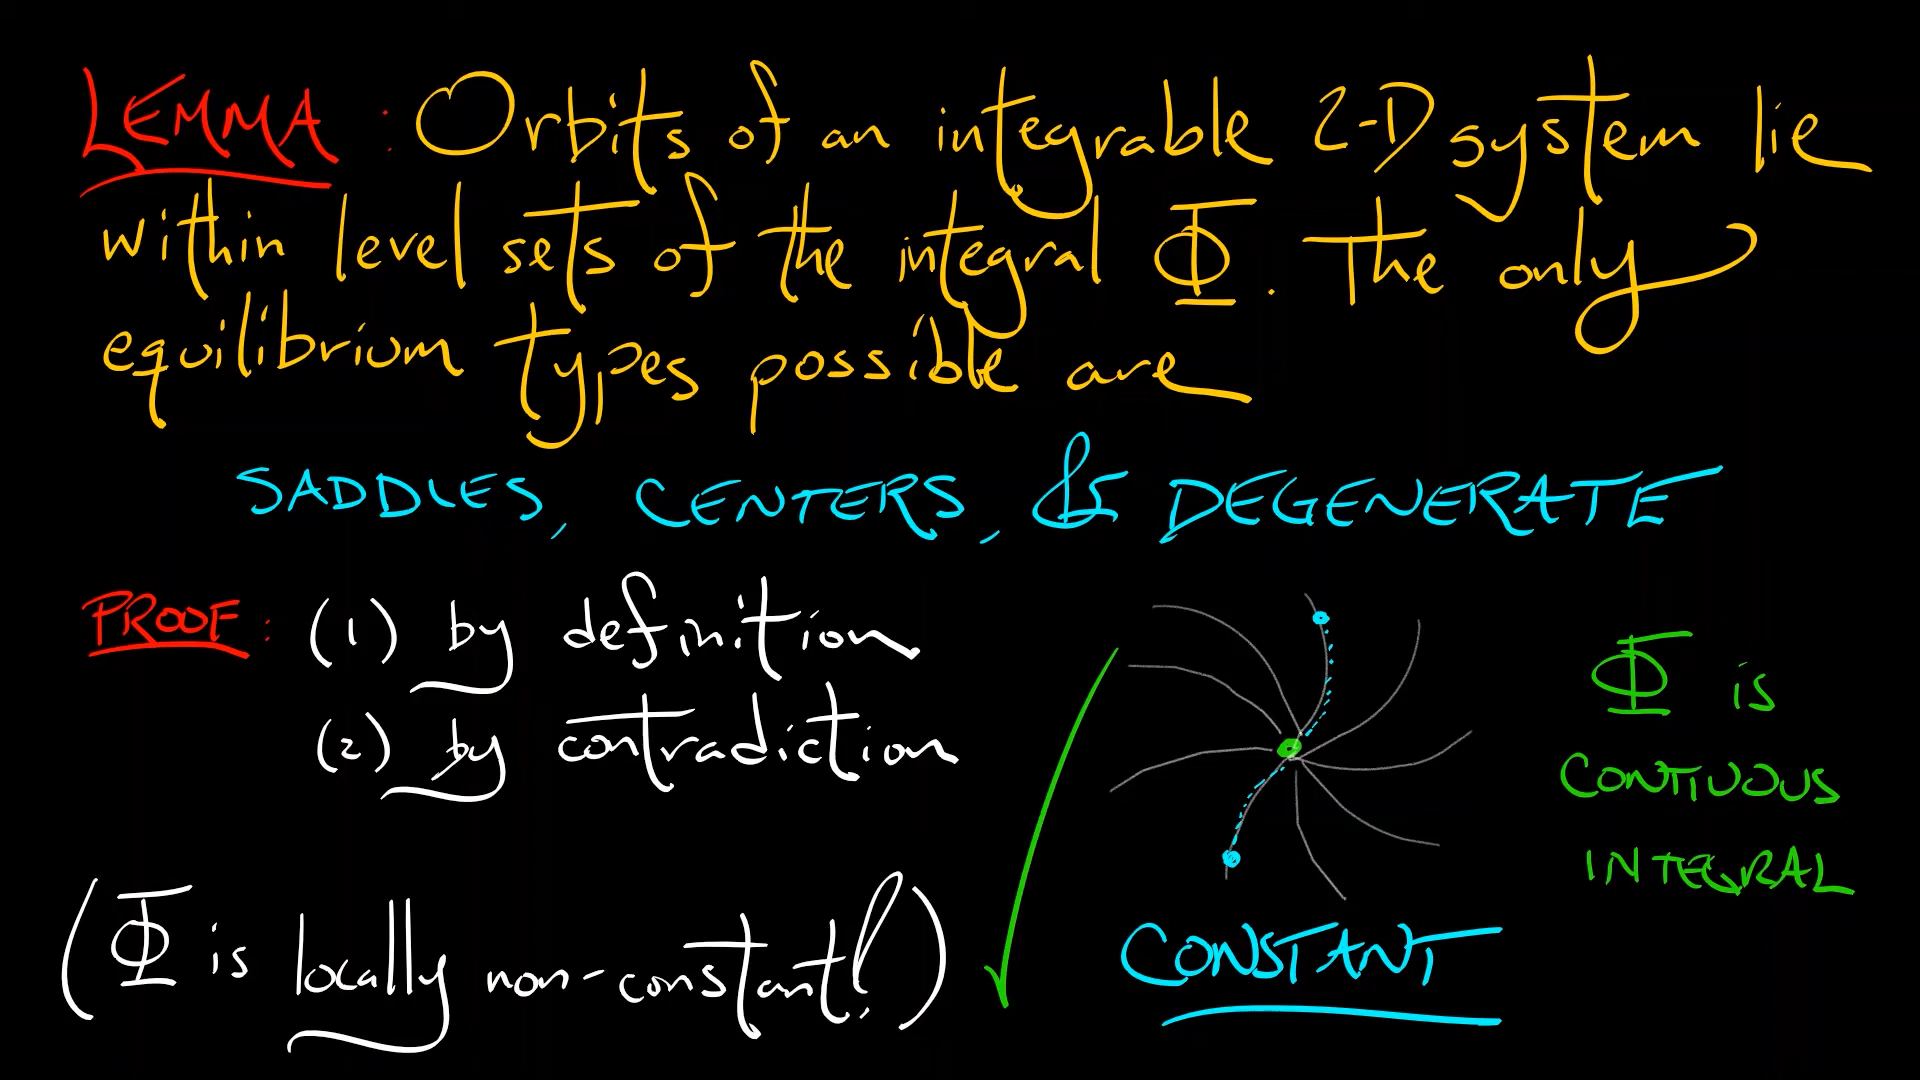 LEMMA: Orbits of an integrable 2-D system lie
within level sets of the integral Φ. The only
equilibrium types possible are
SADDLES, CENTERS, & DEGENERATE
PROOF: (1) by definition
(2) by contradiction
(Φ is locally non-constant!)
CONSTANT
Φ is
CONTIUOUS
INTEGRAL